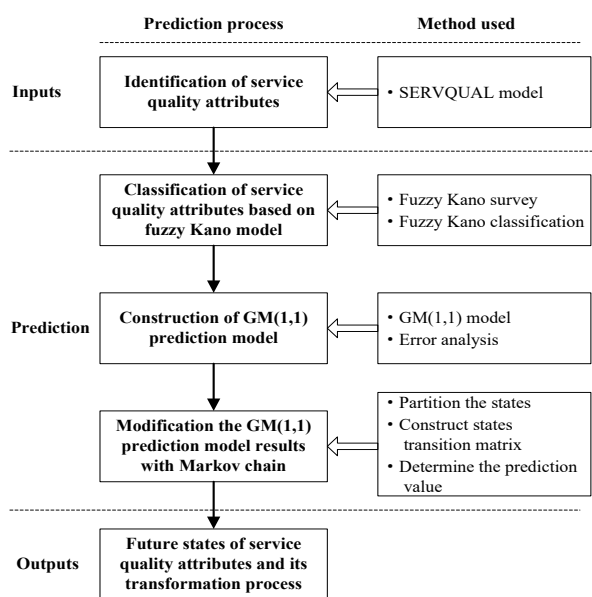 Prediction process
Method used
Inputs
Identification of service
quality attributes
• SERVQUAL model
Classification of service
quality attributes based on
fuzzy Kano model
• Fuzzy Kano survey
• Fuzzy Kano classification
Prediction
Construction of GM(1,1)
prediction model
• GM(1,1) model
• Error analysis
Modification the GM(1,1)
prediction model results
with Markov chain
• Partition the states
• Construct states
transition matrix
• Determine the prediction
value
Outputs
Future states of service
quality attributes and its
transformation process